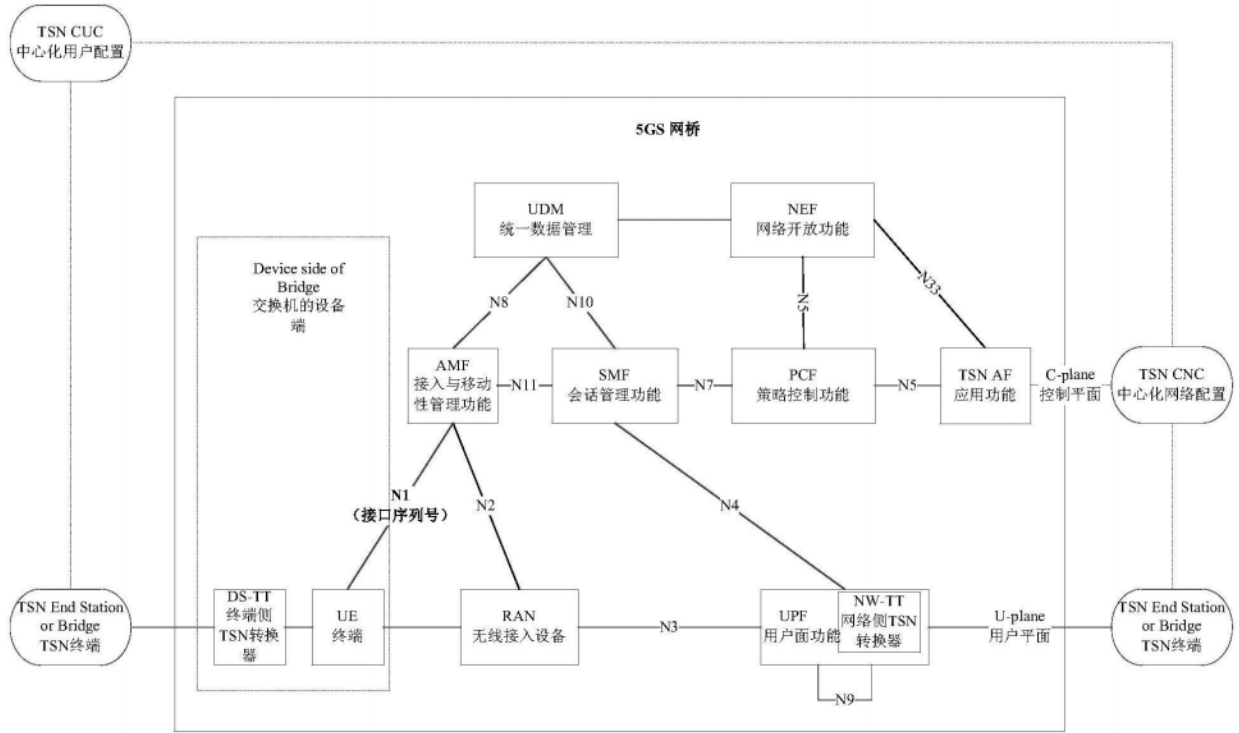 TSN CUC
中心化用户配置
5GS 网桥
UDM
统一数据管理
NEF
网络开放功能
Device side of
Bridge
交换机的设备
端
N8
N10
N5
N33
AMF
接入与移动
性管理功能
N11
SMF
会话管理功能
N7
PCF
策略控制功能
N5
TSN AF
应用功能
C-plane
控制平面
TSN CNC
中心化网络配置
N1
（接口序列号）
N2
N4
TSN End Station
or Bridge
TSN终端
DS-TT
终端侧
TSN转换
器
UE
终端
RAN
无线接入设备
N3
UPF
用户面功能
NW-TT
网络侧TSN
转换器
U-plane
用户平面
TSN End Station
or Bridge
TSN终端
N9